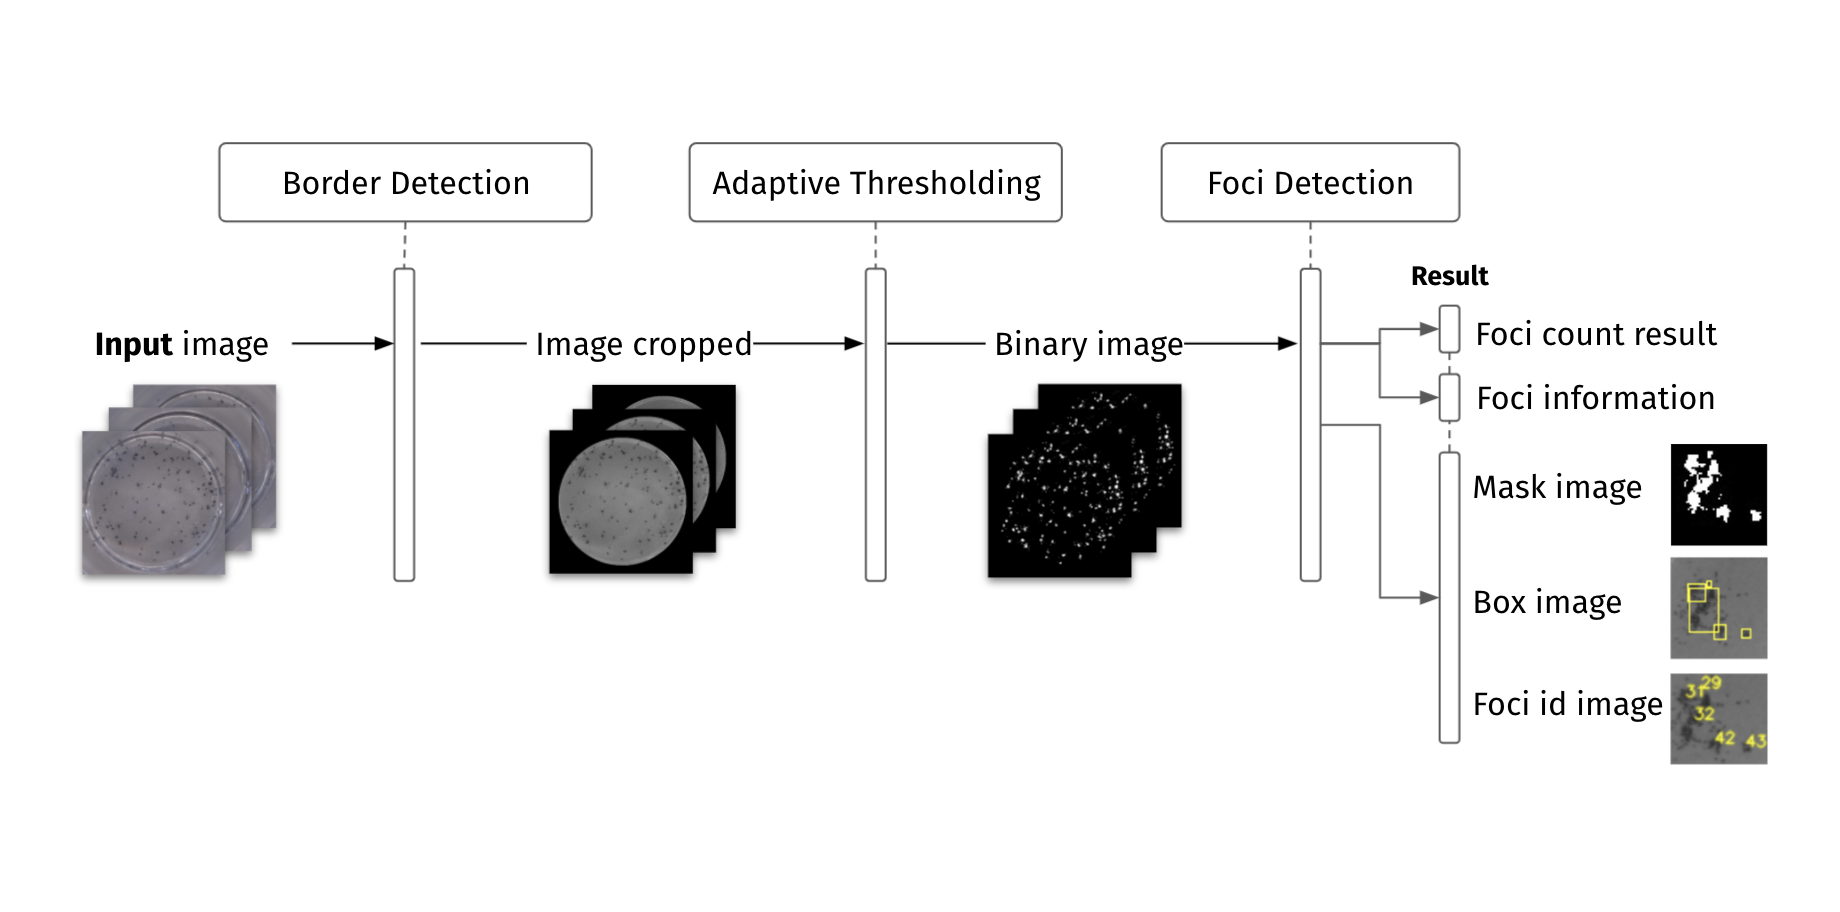 Border Detection
Adaptive Thresholding
Foci Detection
Result
Input image
Image cropped
Binary image
Foci count result
Foci information
Mask image
Box image
Foci id image
29
31
32
42
43